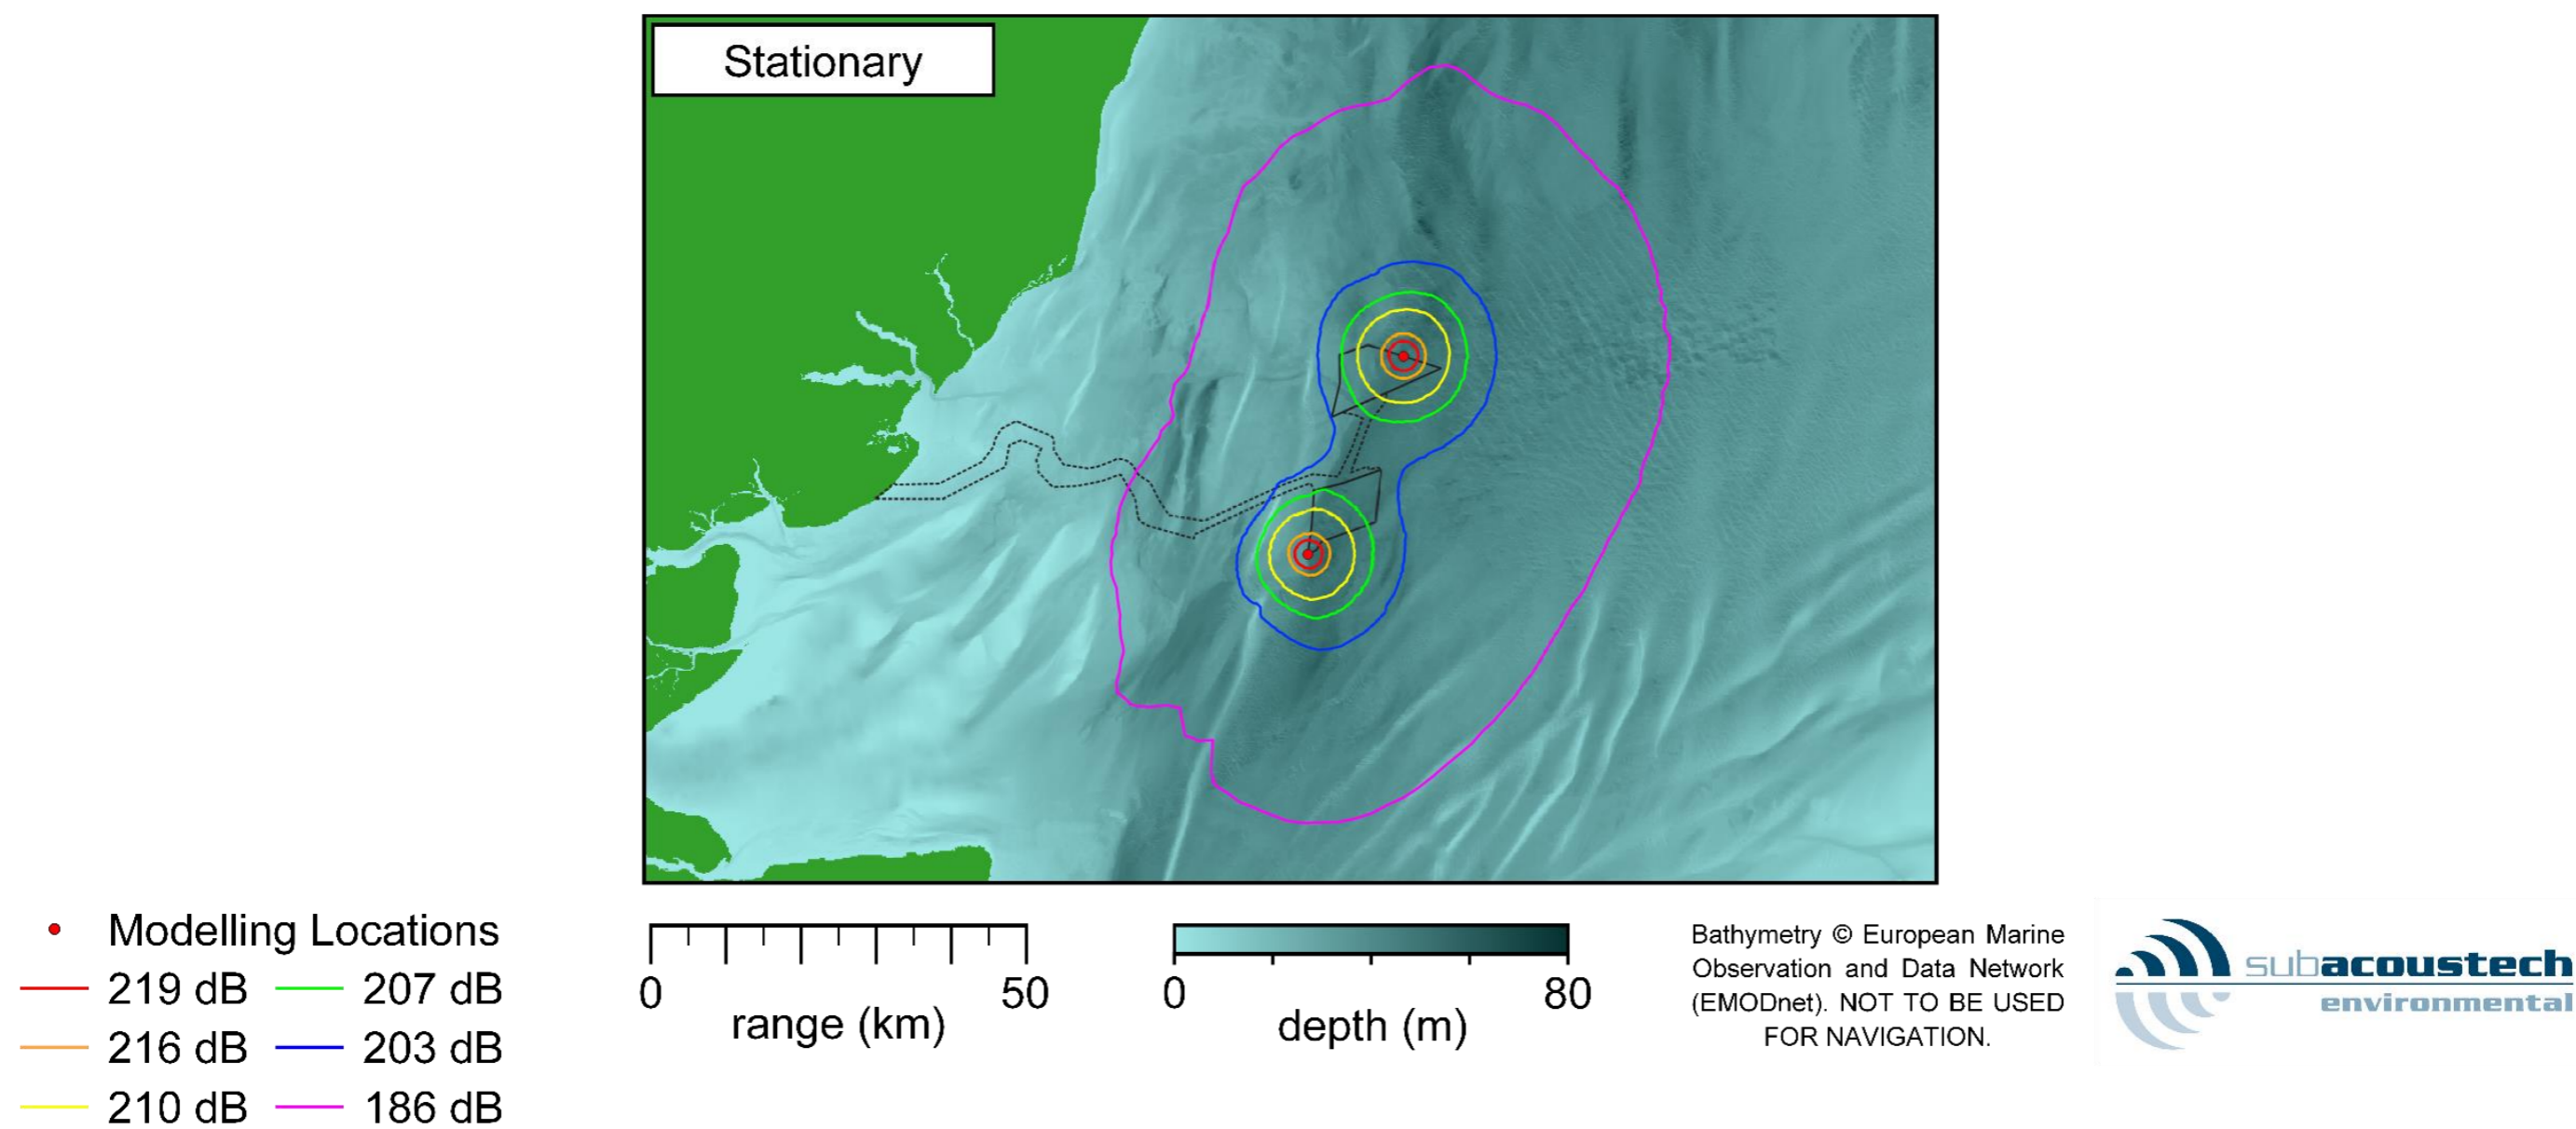 Stationary
Modelling Locations
219 dB
207 dB
216 dB
203 dB
210 dB
186 dB
0
50
range (km)
0
80
depth (m)
Bathymetry © European Marine
Observation and Data Network
(EMODnet). NOT TO BE USED
FOR NAVIGATION.
subacoustech
environmental